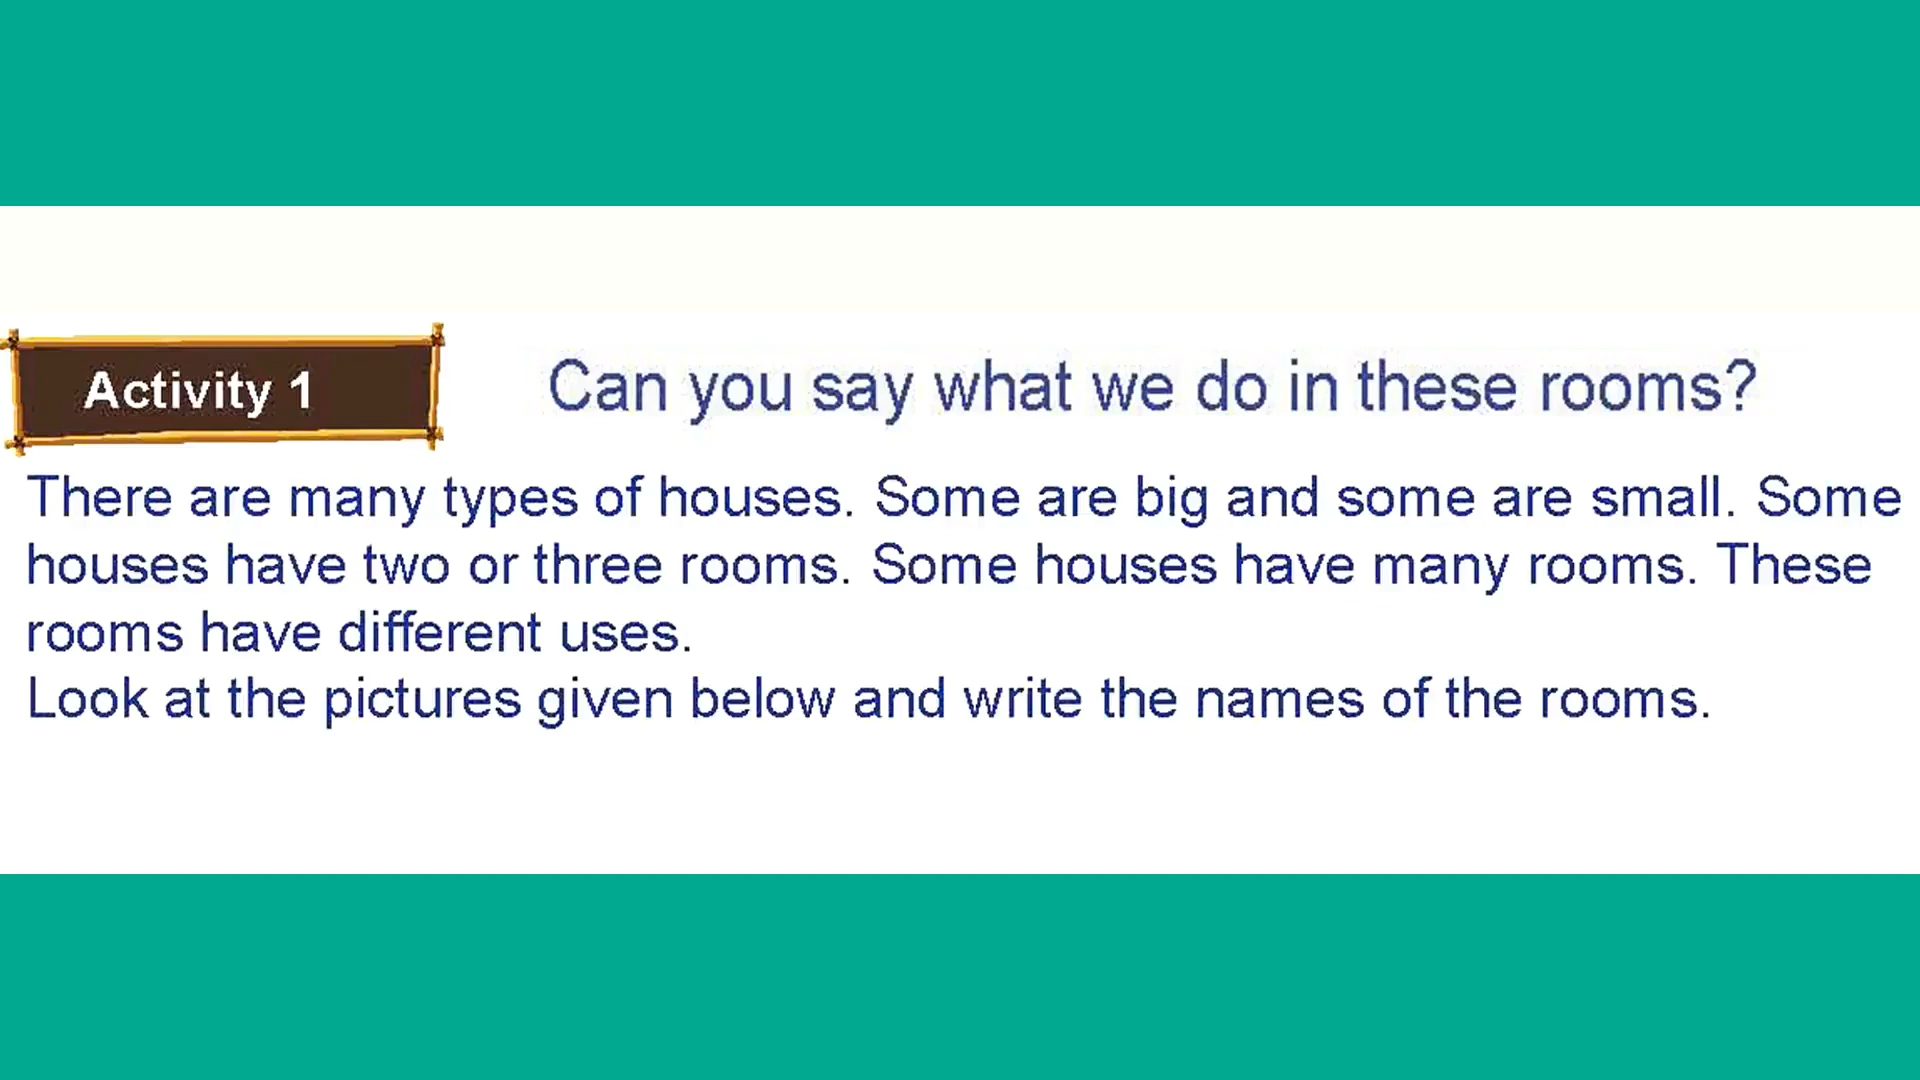 Activity 1
Can you say what we do in these rooms?
There are many types of houses. Some are big and some are small. Some
houses have two or three rooms. Some houses have many rooms. These
rooms have different uses.
Look at the pictures given below and write the names of the rooms.